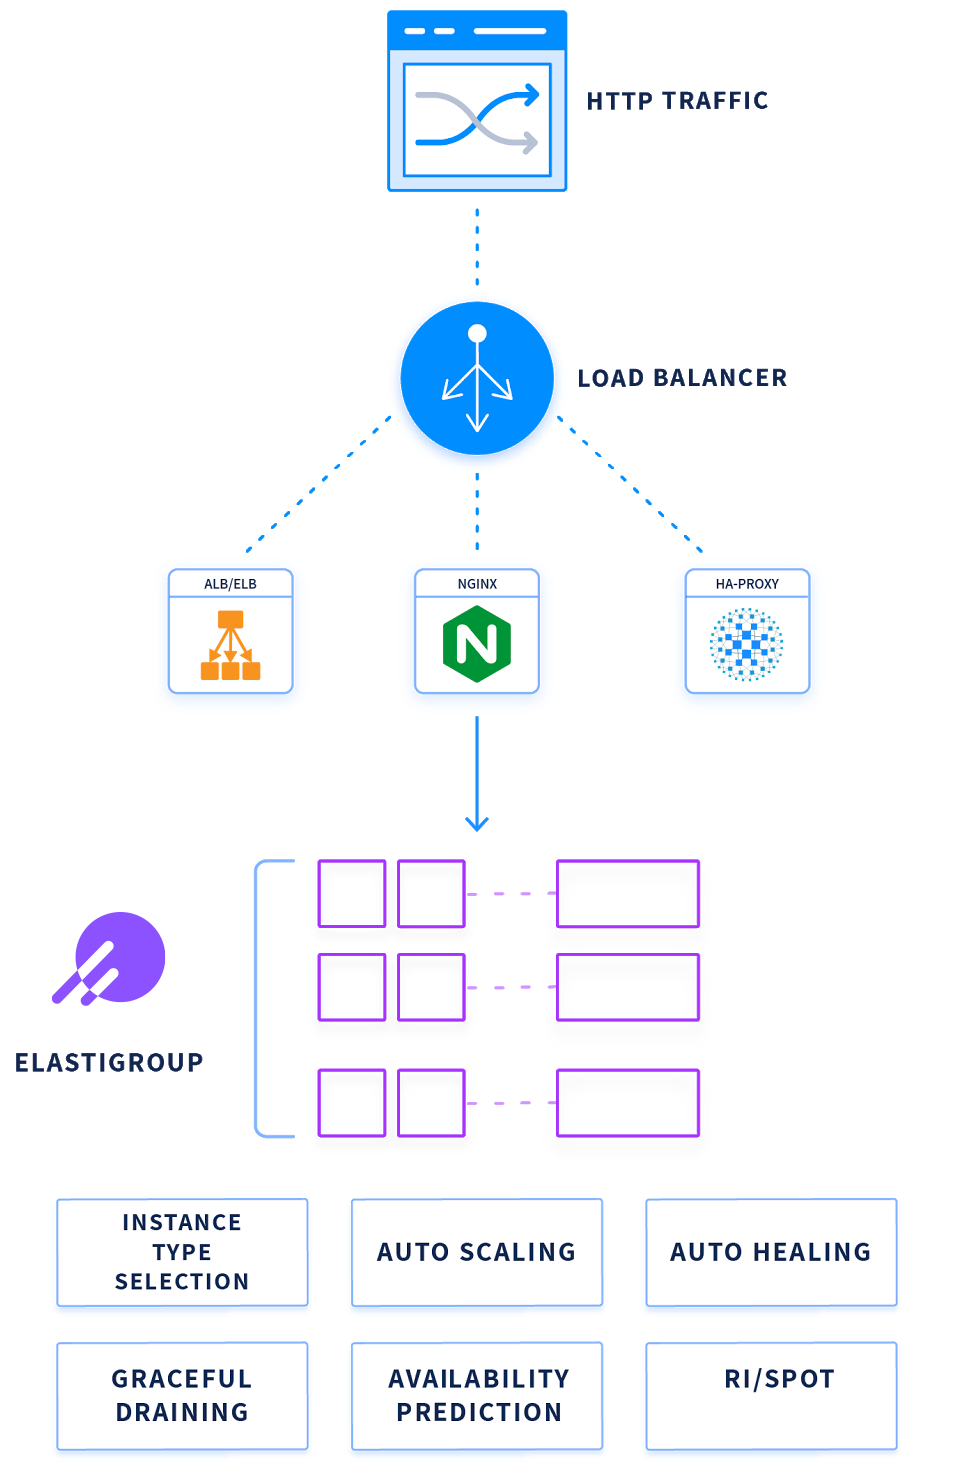 HTTP TRAFFIC
LOAD BALANCER
ALB/ELB
NGINX
HA-PROXY
N
ELASTIGROUP
INSTANCE
TYPE
SELECTION
AUTO SCALING
AUTO HEALING
GRACEFUL
DRAINING
AVAILABILITY
PREDICTION
RI/SPOT